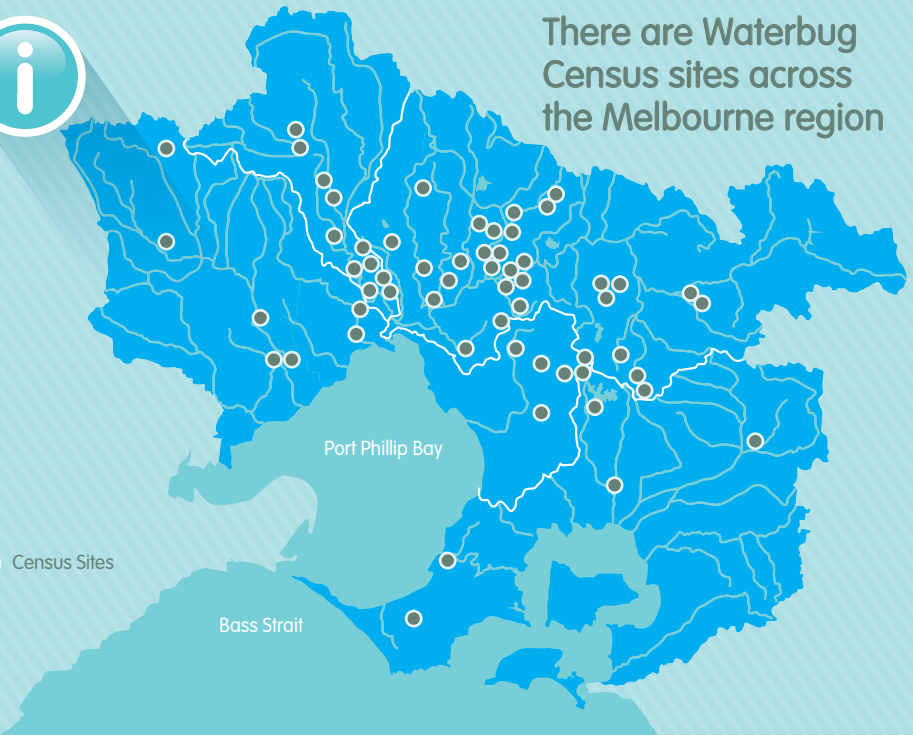 i
There are Waterbug
Census sites across
the Melbourne region
Port Phillip Bay
Census Sites
Bass Strait